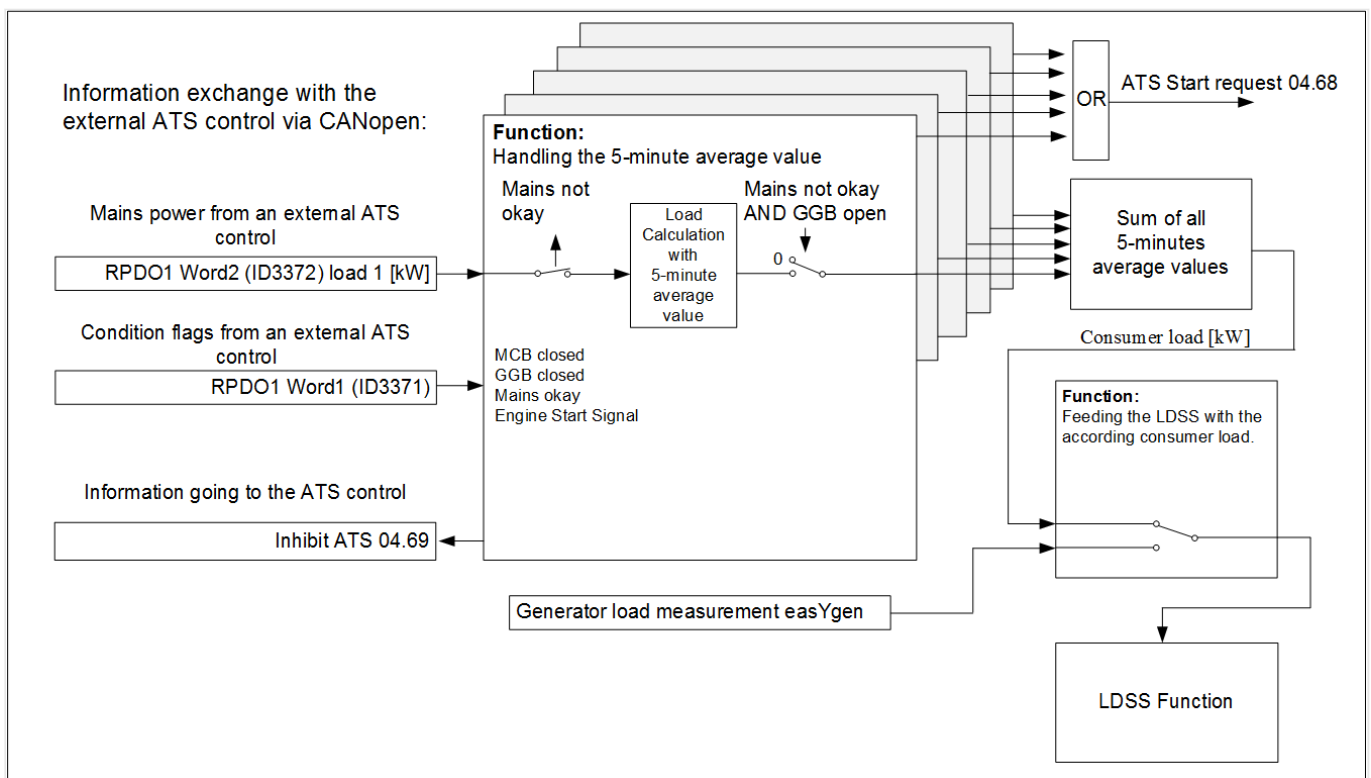 Information exchange with the
external ATS control via CANopen:
Mains power from an external ATS
control
RPDO1 Word2 (ID3372) load 1 [kW]
Condition flags from an external ATS
control
RPDO1 Word1 (ID3371)
Information going to the ATS control
Inhibit ATS 04.69
Function:
Handling the 5-minute average value
Mains not
okay
Load
Calculation
with
5-minute
average
value
Mains not okay
AND GGB open
0
MCB closed
GGB closed
Mains okay
Engine Start Signal
Generator load measurement easYgen
OR
ATS Start request 04.68
Sum of all
5-minutes
average values
Consumer load [kW]
Function:
Feeding the LDSS with the
according consumer load.
LDSS Function